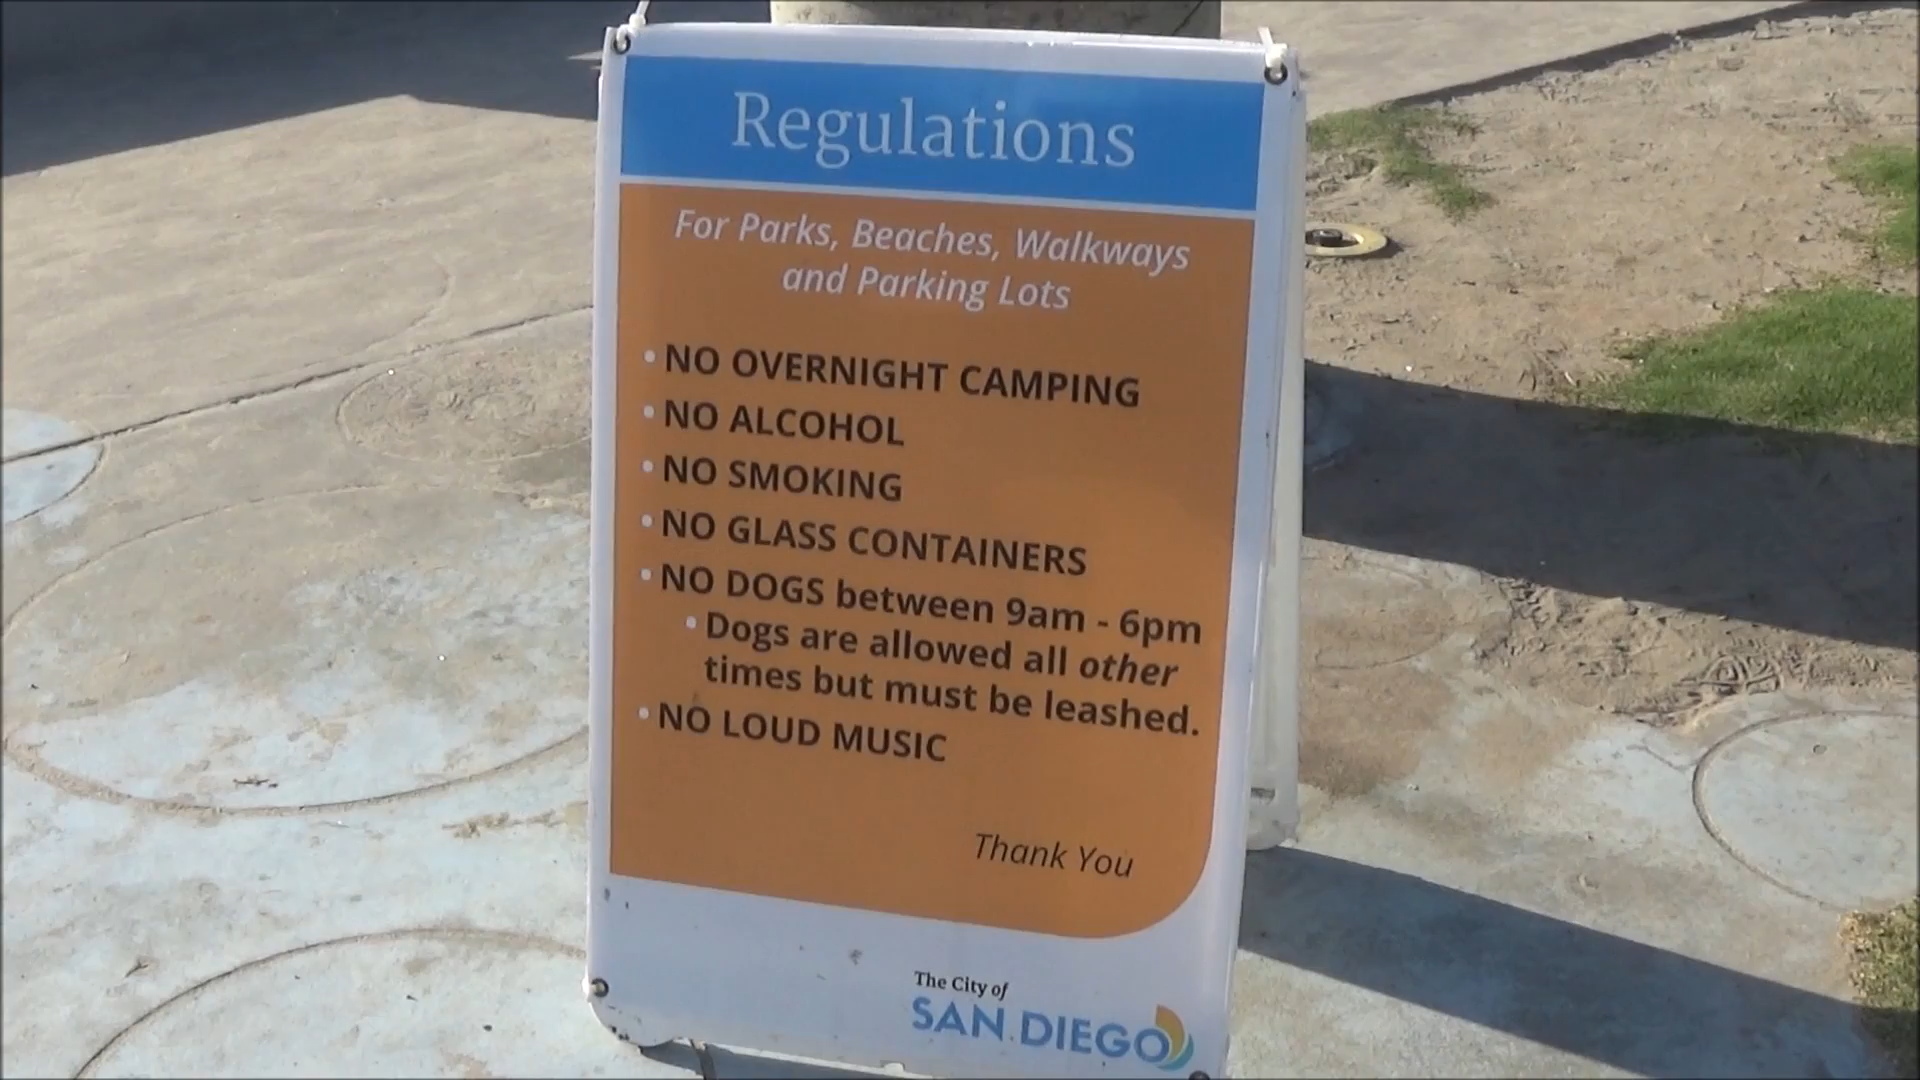 Regulations
For Parks, Beaches, Walkways
and Parking Lots
• NO OVERNIGHT CAMPING
• NO ALCOHOL
• NO SMOKING
• NO GLASS CONTAINERS
• NO DOGS between 9am - 6pm
• Dogs are allowed all other
times but must be leashed.
• NO LOUD MUSIC
Thank You
The City of
SAN DIEGO